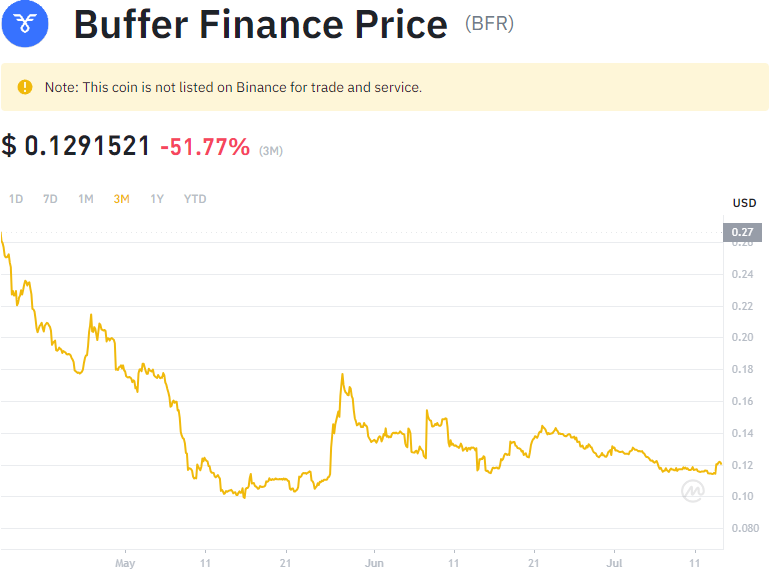 Buffer Finance Price (BFR)
Note: This coin is not listed on Binance for trade and service.
$ 0.1291521 -51.77% (3M)
1D 7D 1M 3M 1Y YTD
USD
0.27
0.26
0.24
0.22
0.20
0.18
0.16
0.14
0.12
0.10
0.080
May 11 21 Jun 11 21 Jul 11